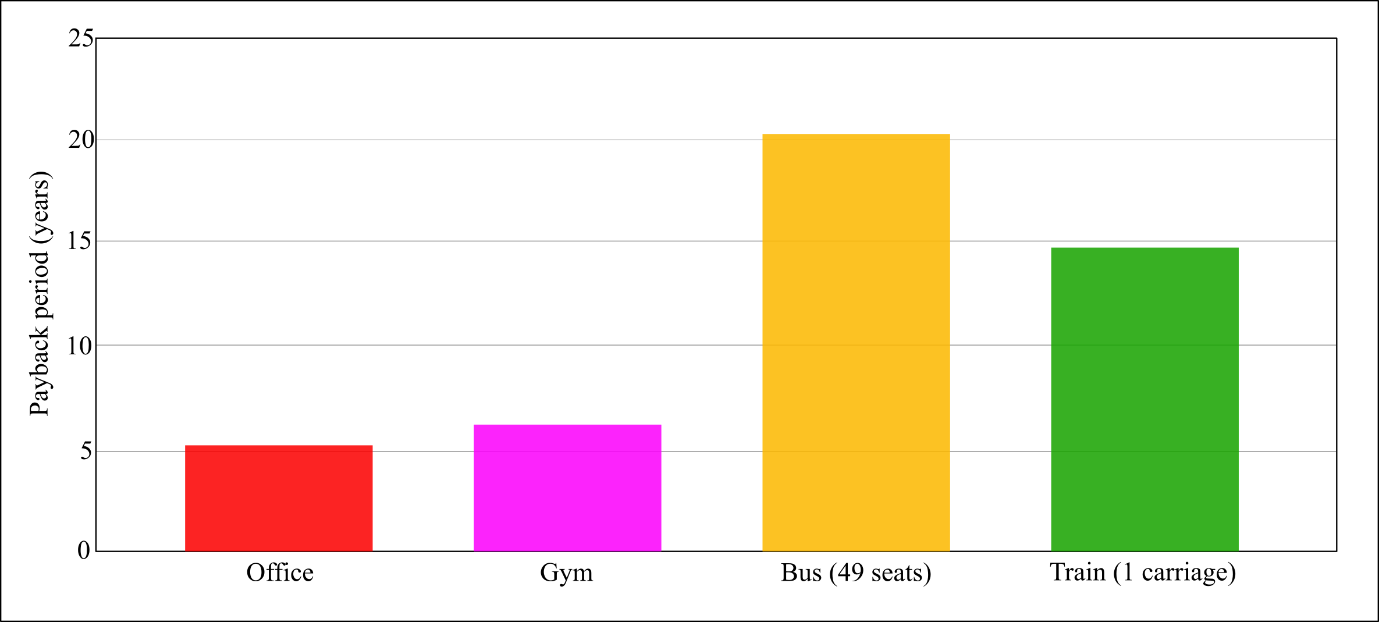 25
20
15
10
5
0
Payback period (years)
Office
Gym
Bus (49 seats)
Train (1 carriage)